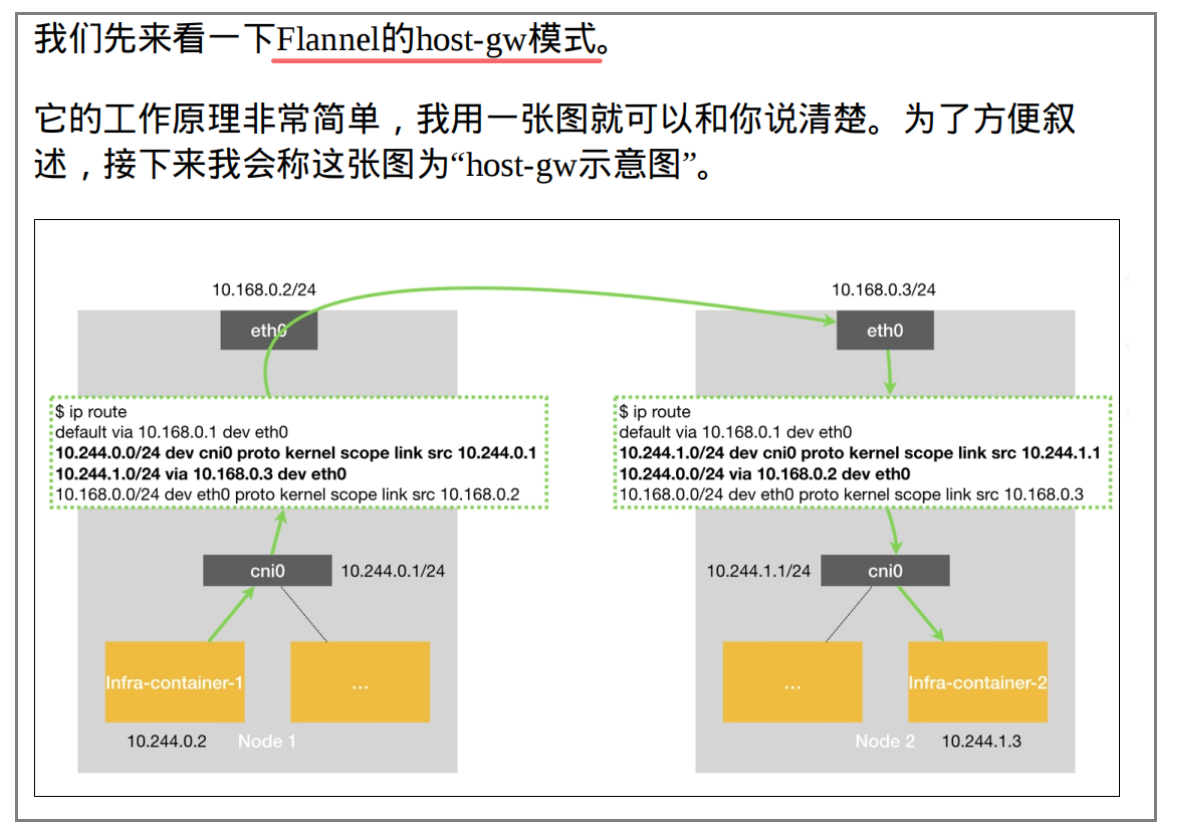 我们先来看一下Flannel的host-gw模式。
它的工作原理非常简单，我用一张图就可以和你说清楚。为了方便叙
述，接下来我会称这张图为“host-gw示意图”。
10.168.0.2/24
10.168.0.3/24
eth0
eth0
$ ip route
default via 10.168.0.1 dev eth0
10.244.0.0/24 dev cni0 proto kernel scope link src 10.244.0.1
10.244.1.0/24 via 10.168.0.3 dev eth0
10.168.0.0/24 dev eth0 proto kernel scope link src 10.168.0.2
$ ip route
default via 10.168.0.1 dev eth0
10.244.1.0/24 dev cni0 proto kernel scope link src 10.244.1.1
10.244.0.0/24 via 10.168.0.2 dev eth0
10.168.0.0/24 dev eth0 proto kernel scope link src 10.168.0.3
cni0
10.244.0.1/24
10.244.1.1/24
cni0
Infra-container-1
...
...
Infra-container-2
10.244.0.2
Node 1
Node 2
10.244.1.3